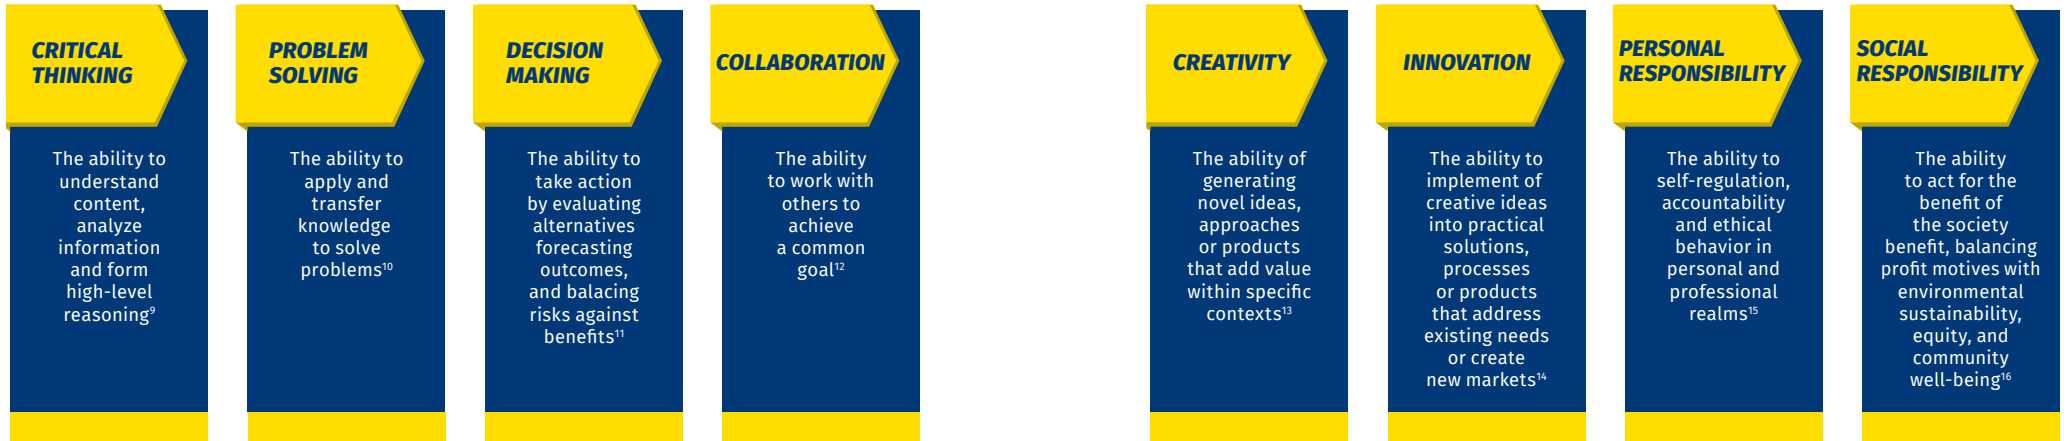 CRITICAL
THINKING
The ability to
understand
content,
analyze
information
and form
high-level
reasoning⁹
PROBLEM
SOLVING
The ability to
apply and
transfer
knowledge
to solve
problems¹⁰
DECISION
MAKING
The ability to
take action
by evaluating
alternatives
forecasting
outcomes,
and balacing
risks against
benefits¹¹
COLLABORATION
The ability
to work with
others to
achieve
a common
goal¹²
CREATIVITY
The ability of
generating
novel ideas,
approaches
or products
that add value
within specific
contexts¹³
INNOVATION
The ability to
implement of
creative ideas
into practical
solutions,
processes
or products
that address
existing needs
or create
new markets¹⁴
PERSONAL
RESPONSIBILITY
The ability to
self-regulation,
accountability
and ethical
behavior in
personal and
professional
realms¹⁵
SOCIAL
RESPONSIBILITY
The ability
to act for the
benefit of
the society
benefit, balancing
profit motives with
environmental
sustainability,
equity, and
community
well-being¹⁶